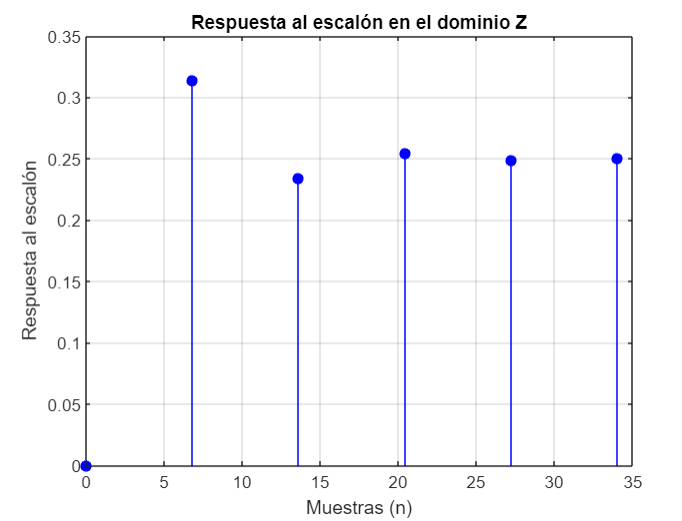 Respuesta al escalón en el dominio Z
0.35
0.3
0.25
0.2
0.15
0.1
0.05
0
0 5 10 15 20 25 30 35
Respuesta al escalón
Muestras (n)